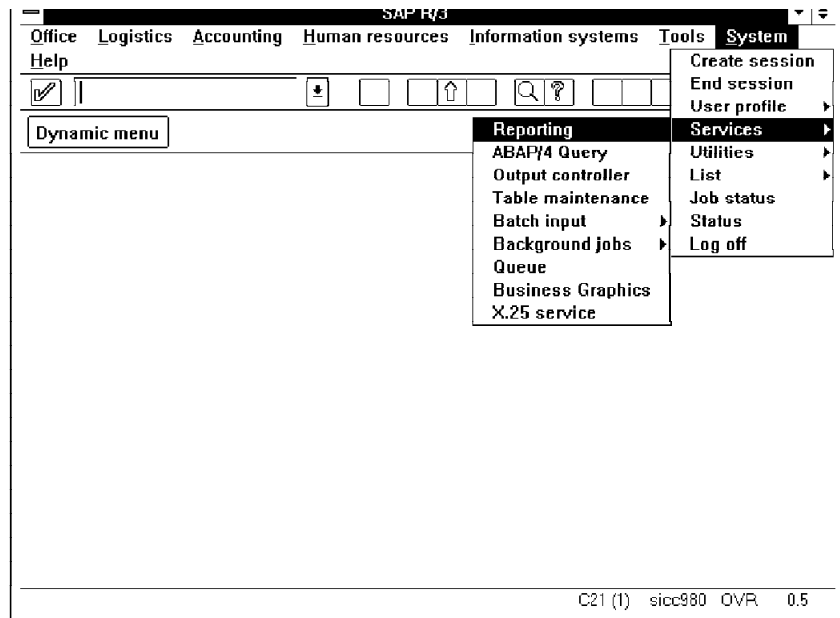 SAP R/3
Office Logistics Accounting Human resources Information systems Tools System
Help
Create session
End session
User profile
Services
Utilities
List
Job status
Status
Log off
Dynamic menu
Reporting
ABAP/4 Query
Output controller
Table maintenance
Batch input
Background jobs
Queue
Business Graphics
X.25 service
C21 (1) sicc980 OVR 0.5